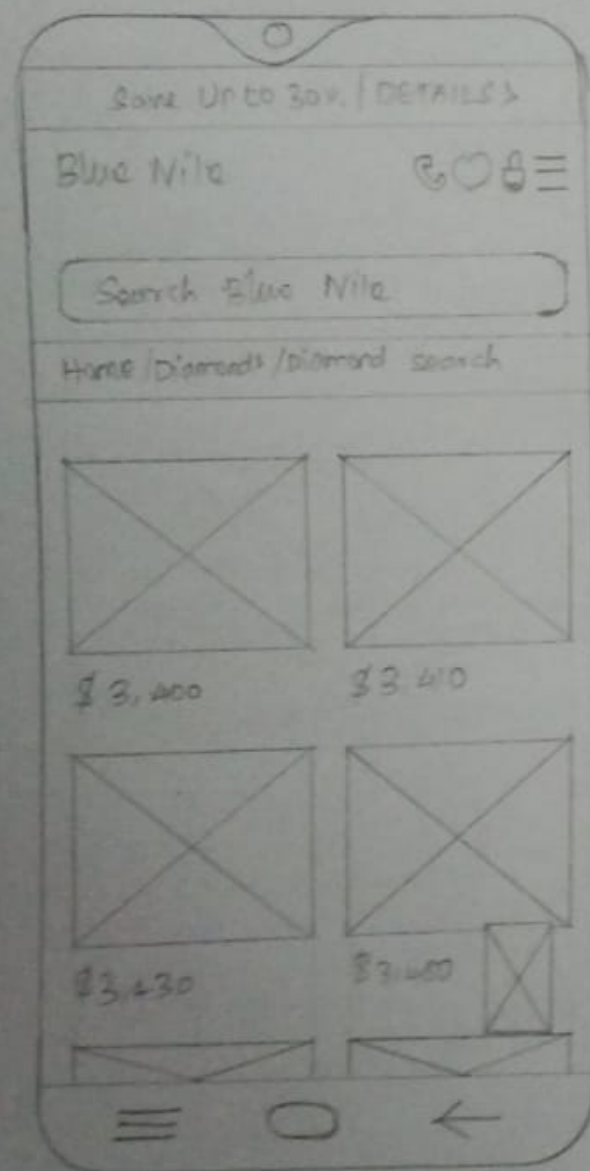 Save Up to 30% / DETAILS >
Blue Nile
Search Blue Nile
Home / Diamonds / Diamond search
$ 3,400 $ 3 410
$3,430 $3,400